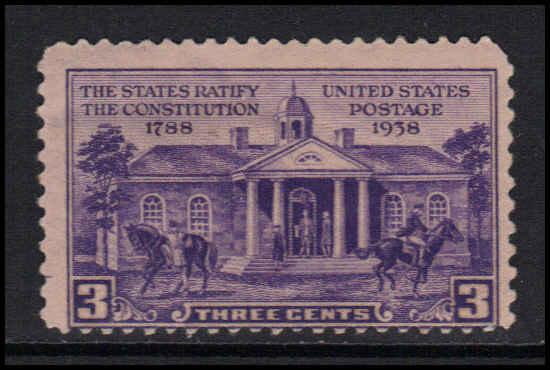 THE STATES RATIFY
THE CONSTITUTION
1788
UNITED STATES
POSTAGE
1938
3 THREE CENTS 3